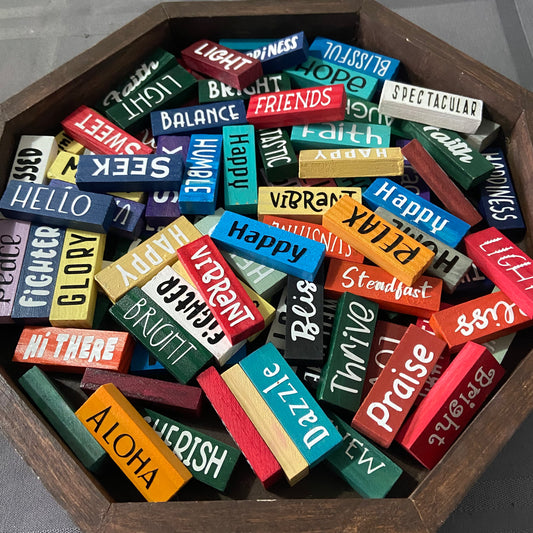 LIGHT
BLISSFUL
Faith
LIGHT
BRIGHT
HOPE
SPECTACULAR
BALANCE
FRIENDS
SWEET
Faith
Faith
SEEK
HUMBLE
Happy
HAPPY
HELLO
VIBRANT
Happy
Peace
FIGHTER
GLORY
HAPPY
Happy
RELAX
LIGHT
VIBRANT
FIGHTER
Steadfast
BRIGHT
Thrive
Bliss
Hi THERE
Praise
Bright
Dazzle
ALOHA
CHERISH